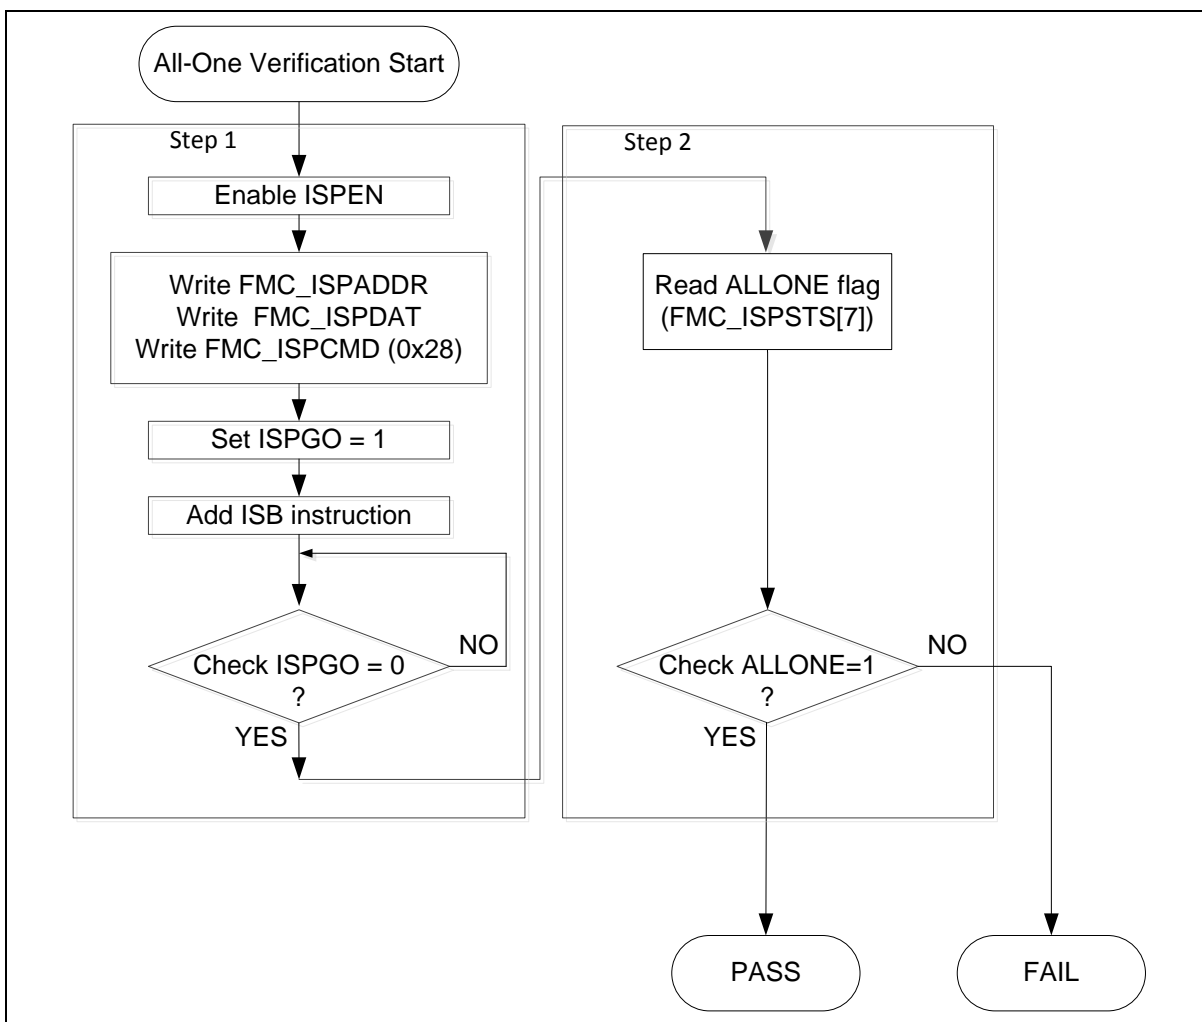 All-One Verification Start
Step 1
Enable ISPEN
Write FMC_ISPADDR
Write  FMC_ISPDAT
Write FMC_ISPCMD (0x28)
Set ISPGO = 1
Add ISB instruction
Check ISPGO = 0
?
NO
YES
Step 2
Read ALLONE flag
(FMC_ISPSTS[7])
Check ALLONE=1
?
NO
YES
PASS
FAIL